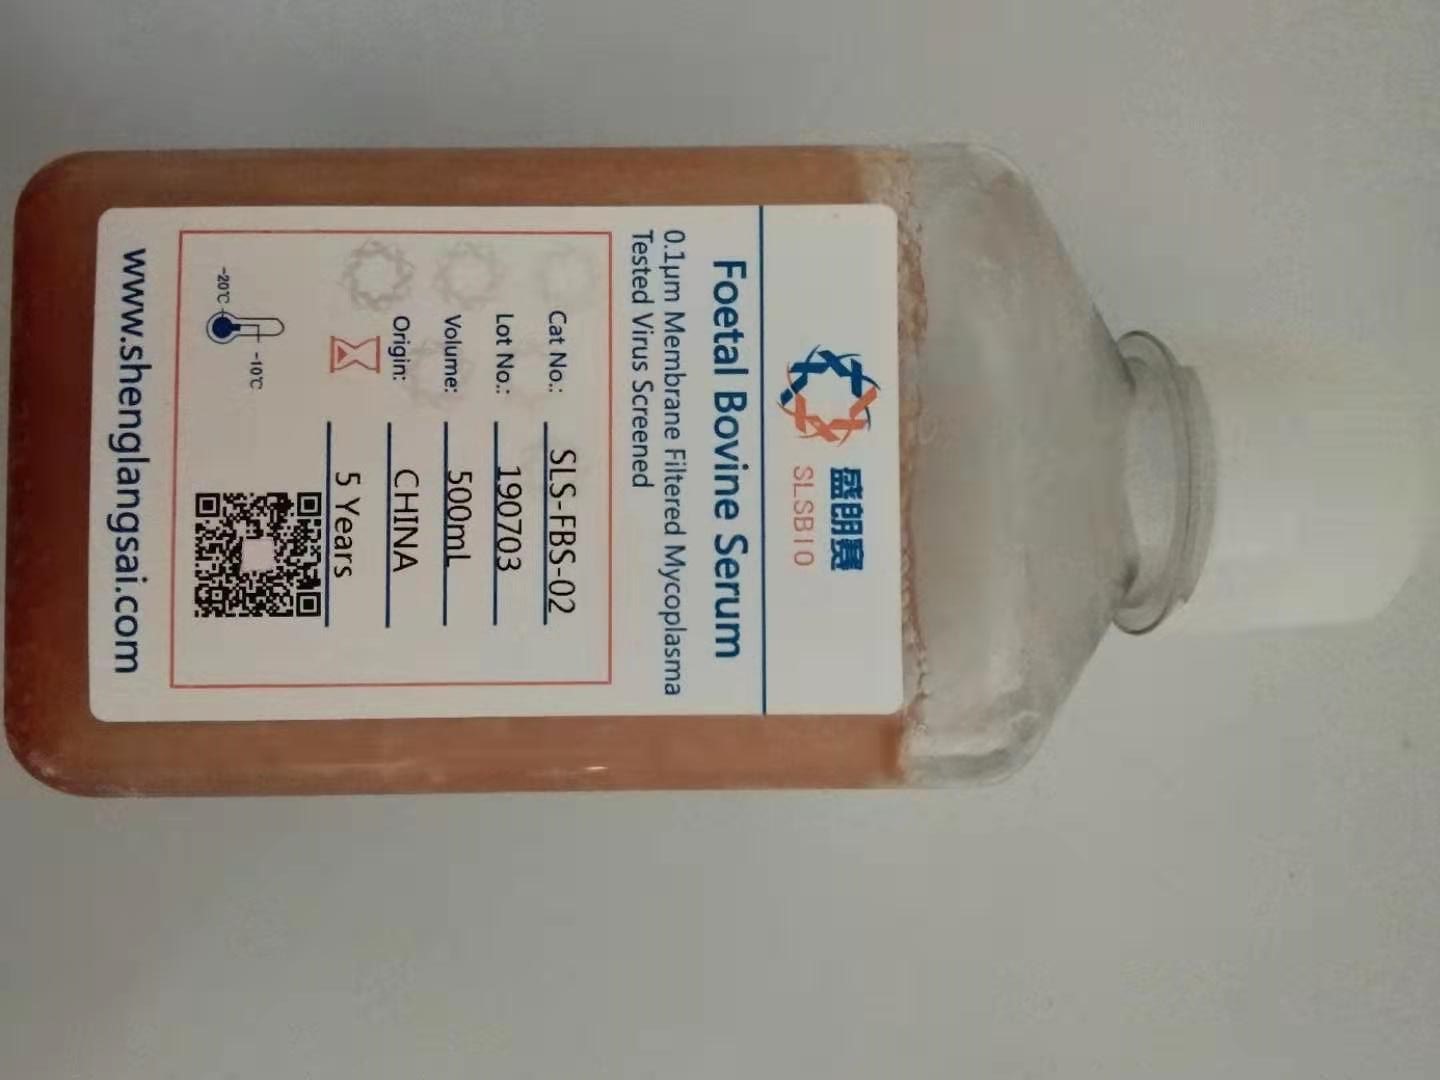 盛朗赛
SLSBIO
Foetal Bovine Serum
0.1μm Membrane Filtered Mycoplasma
Tested Virus Screened
Cat No.: SLS-FBS-02
Lot No.: 190703
Volume: 500mL
Origin: CHINA
5 Years
-20℃
-10℃
www.shenglangsai.com